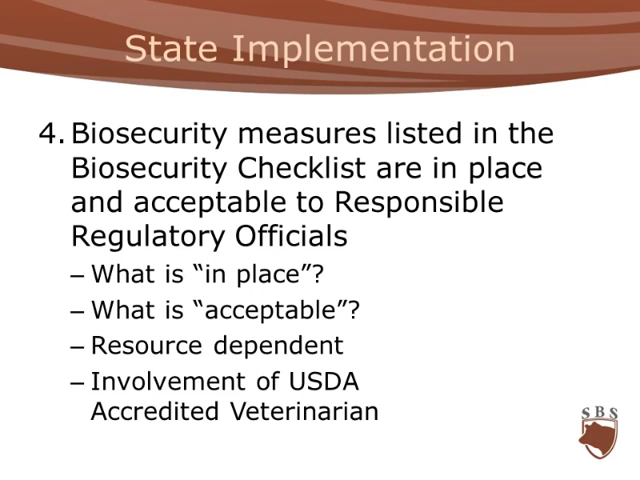 State Implementation
4. Biosecurity measures listed in the
Biosecurity Checklist are in place
and acceptable to Responsible
Regulatory Officials
– What is “in place”?
– What is “acceptable”?
– Resource dependent
– Involvement of USDA
Accredited Veterinarian
SBS